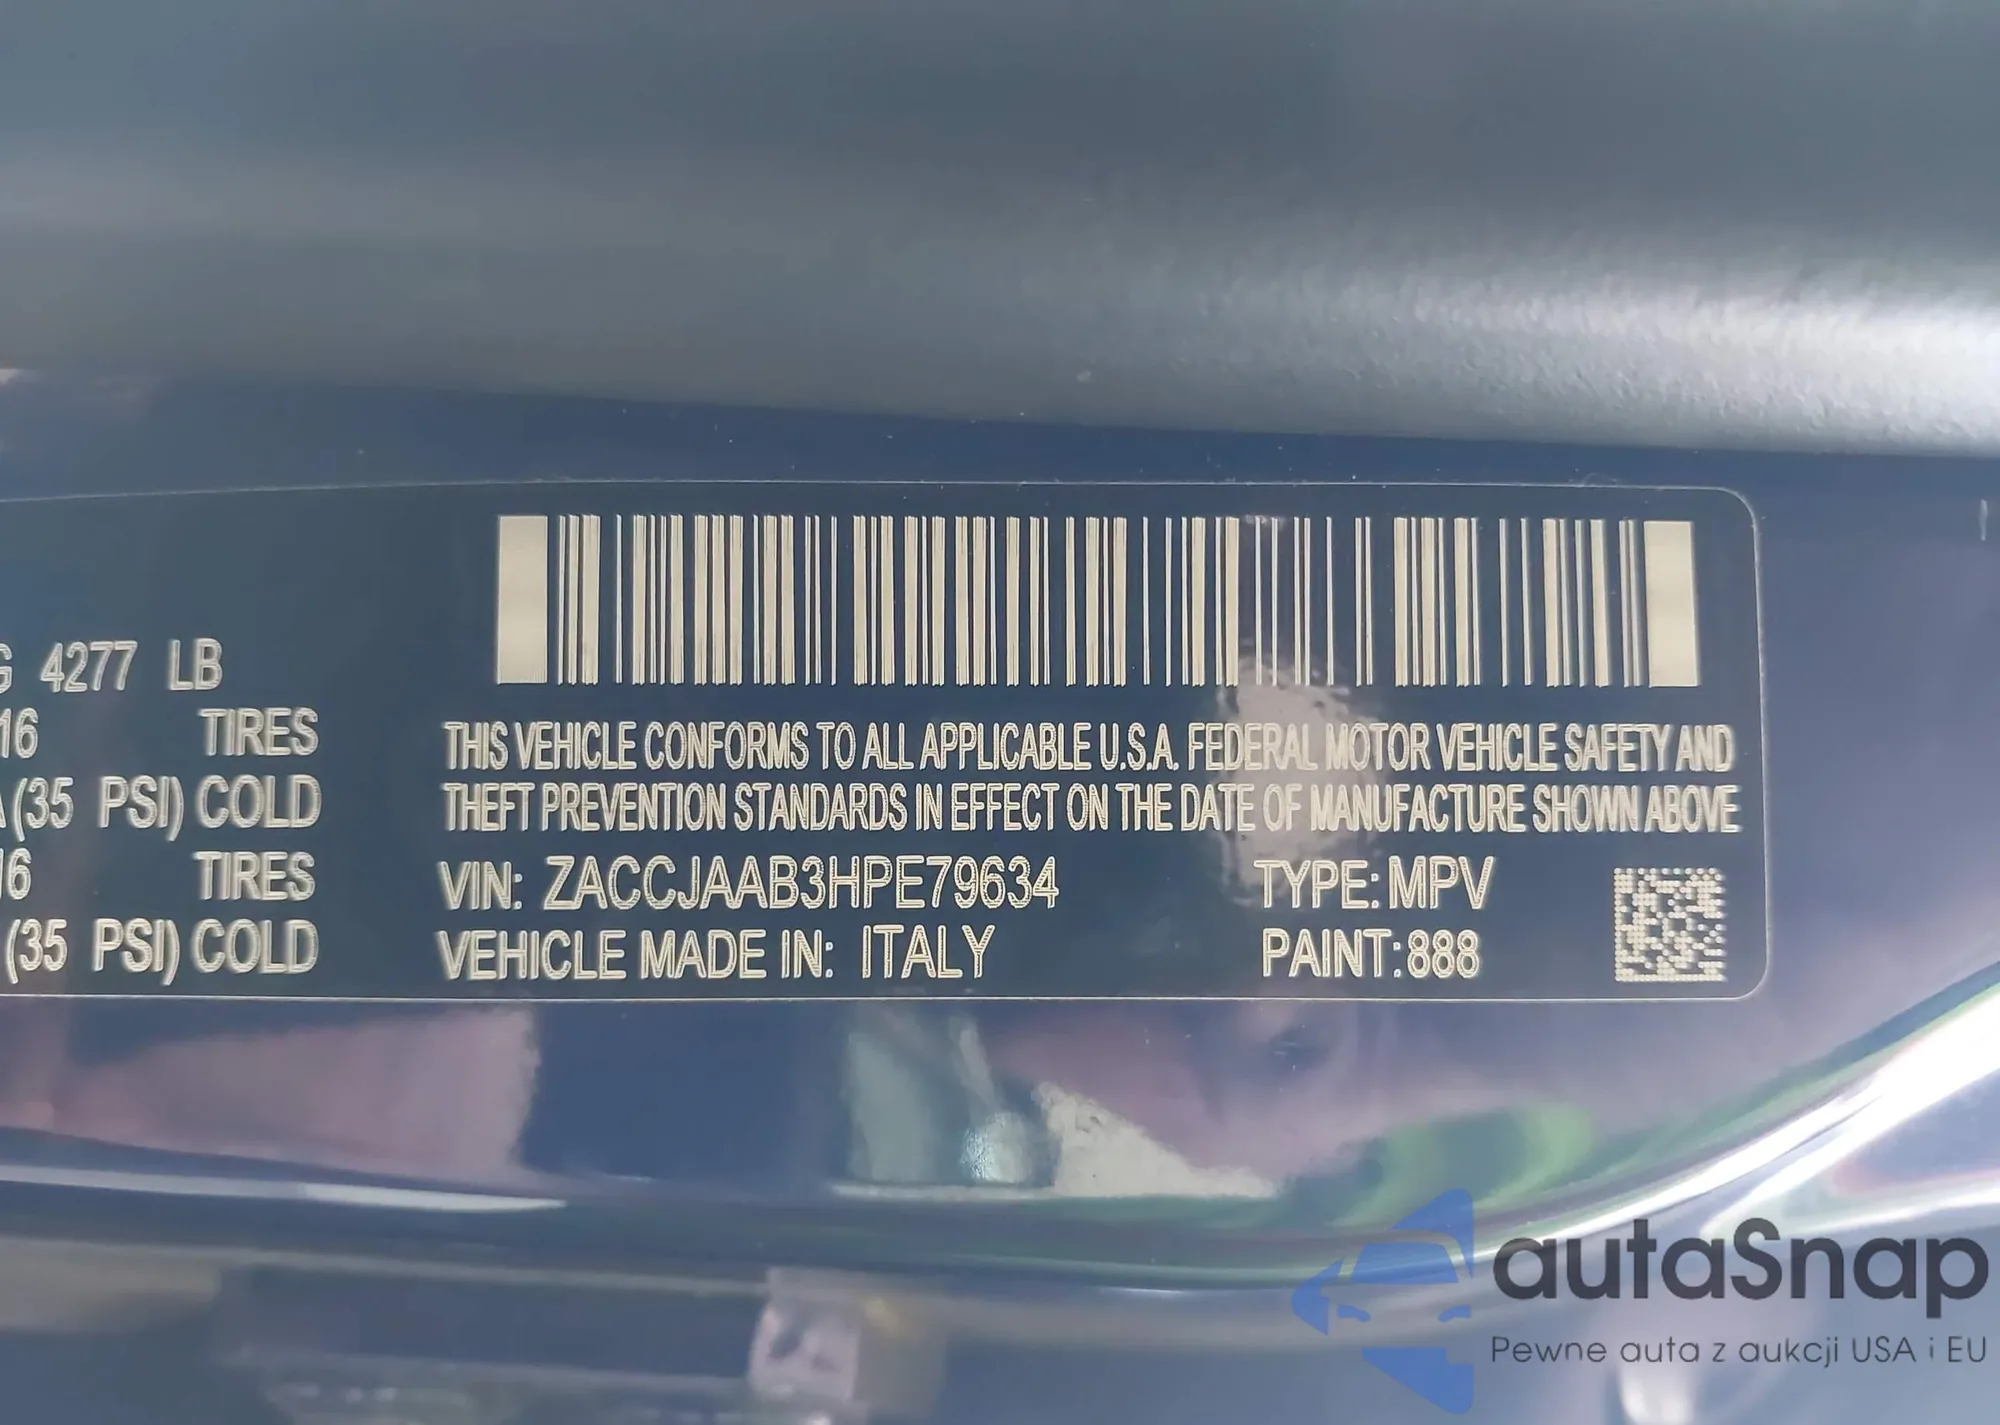 G 4277 LB
16 TIRES
(35 PSI) COLD
16 TIRES
(35 PSI) COLD
THIS VEHICLE CONFORMS TO ALL APPLICABLE U.S.A. FEDERAL MOTOR VEHICLE SAFETY AND
THEFT PREVENTION STANDARDS IN EFFECT ON THE DATE OF MANUFACTURE SHOWN ABOVE
VIN: ZACCJAAB3HPE79634 TYPE: MPV
VEHICLE MADE IN: ITALY PAINT: 888
autaSnap
Pewne auta z aukcji USA i EU